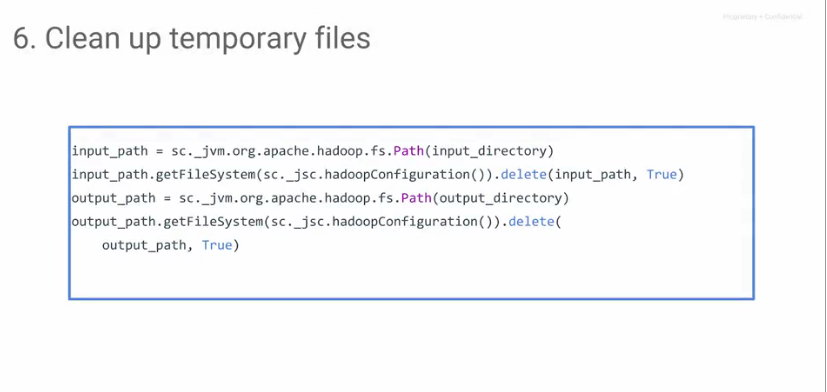 Proprietary + Confidential
6. Clean up temporary files
input_path = sc._jvm.org.apache.hadoop.fs.Path(input_directory)
input_path.getFileSystem(sc._jsc.hadoopConfiguration()).delete(input_path, True)
output_path = sc._jvm.org.apache.hadoop.fs.Path(output_directory)
output_path.getFileSystem(sc._jsc.hadoopConfiguration()).delete(
    output_path, True)